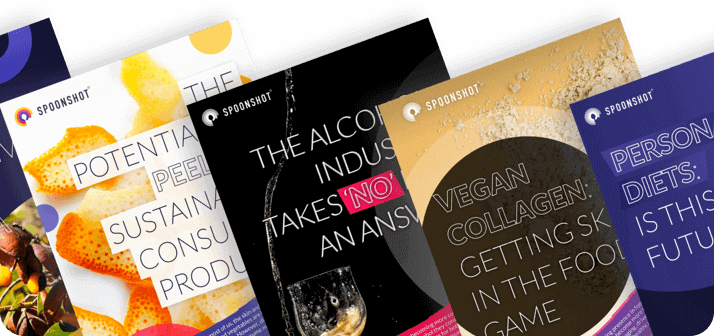 SPOONSHOT
THE
POTENTIA
PEEL
SUSTAINA
CONSU
PRODU
SPOONSHOT
THE ALCO
INDUS
TAKES 'NO'
AN ANSW
SPOONSHOT
VEGAN
COLLAGEN:
GETTING SK
IN THE FOOD
GAME
SPOONSHOT
PERSON
DIETS:
IS THIS
FUTU